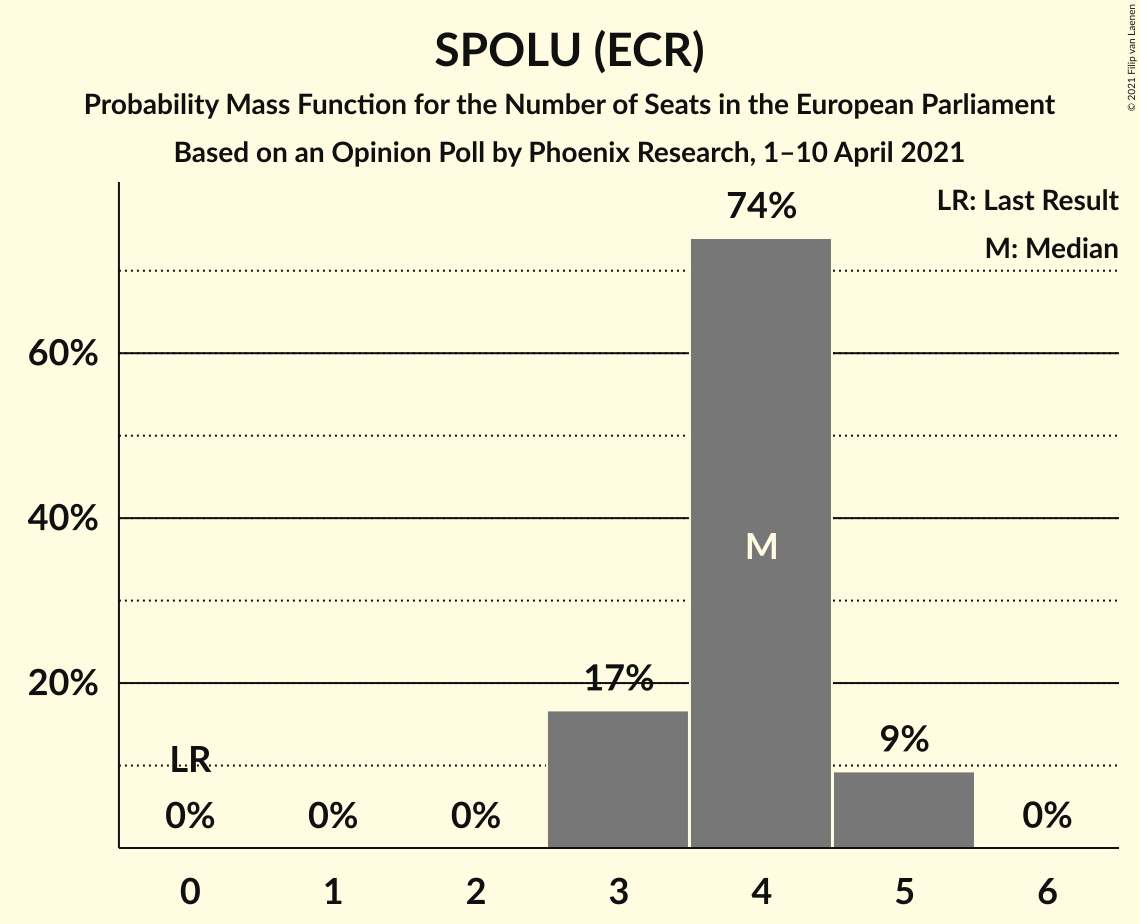 SPOLU (ECR)
Probability Mass Function for the Number of Seats in the European Parliament
Based on an Opinion Poll by Phoenix Research, 1–10 April 2021
© 2021 Filip van Laenen
LR: Last Result
M: Median
74%
60%
40%
M
20%
17%
9%
LR
0%
0%
0%
0%
0
1
2
3
4
5
6